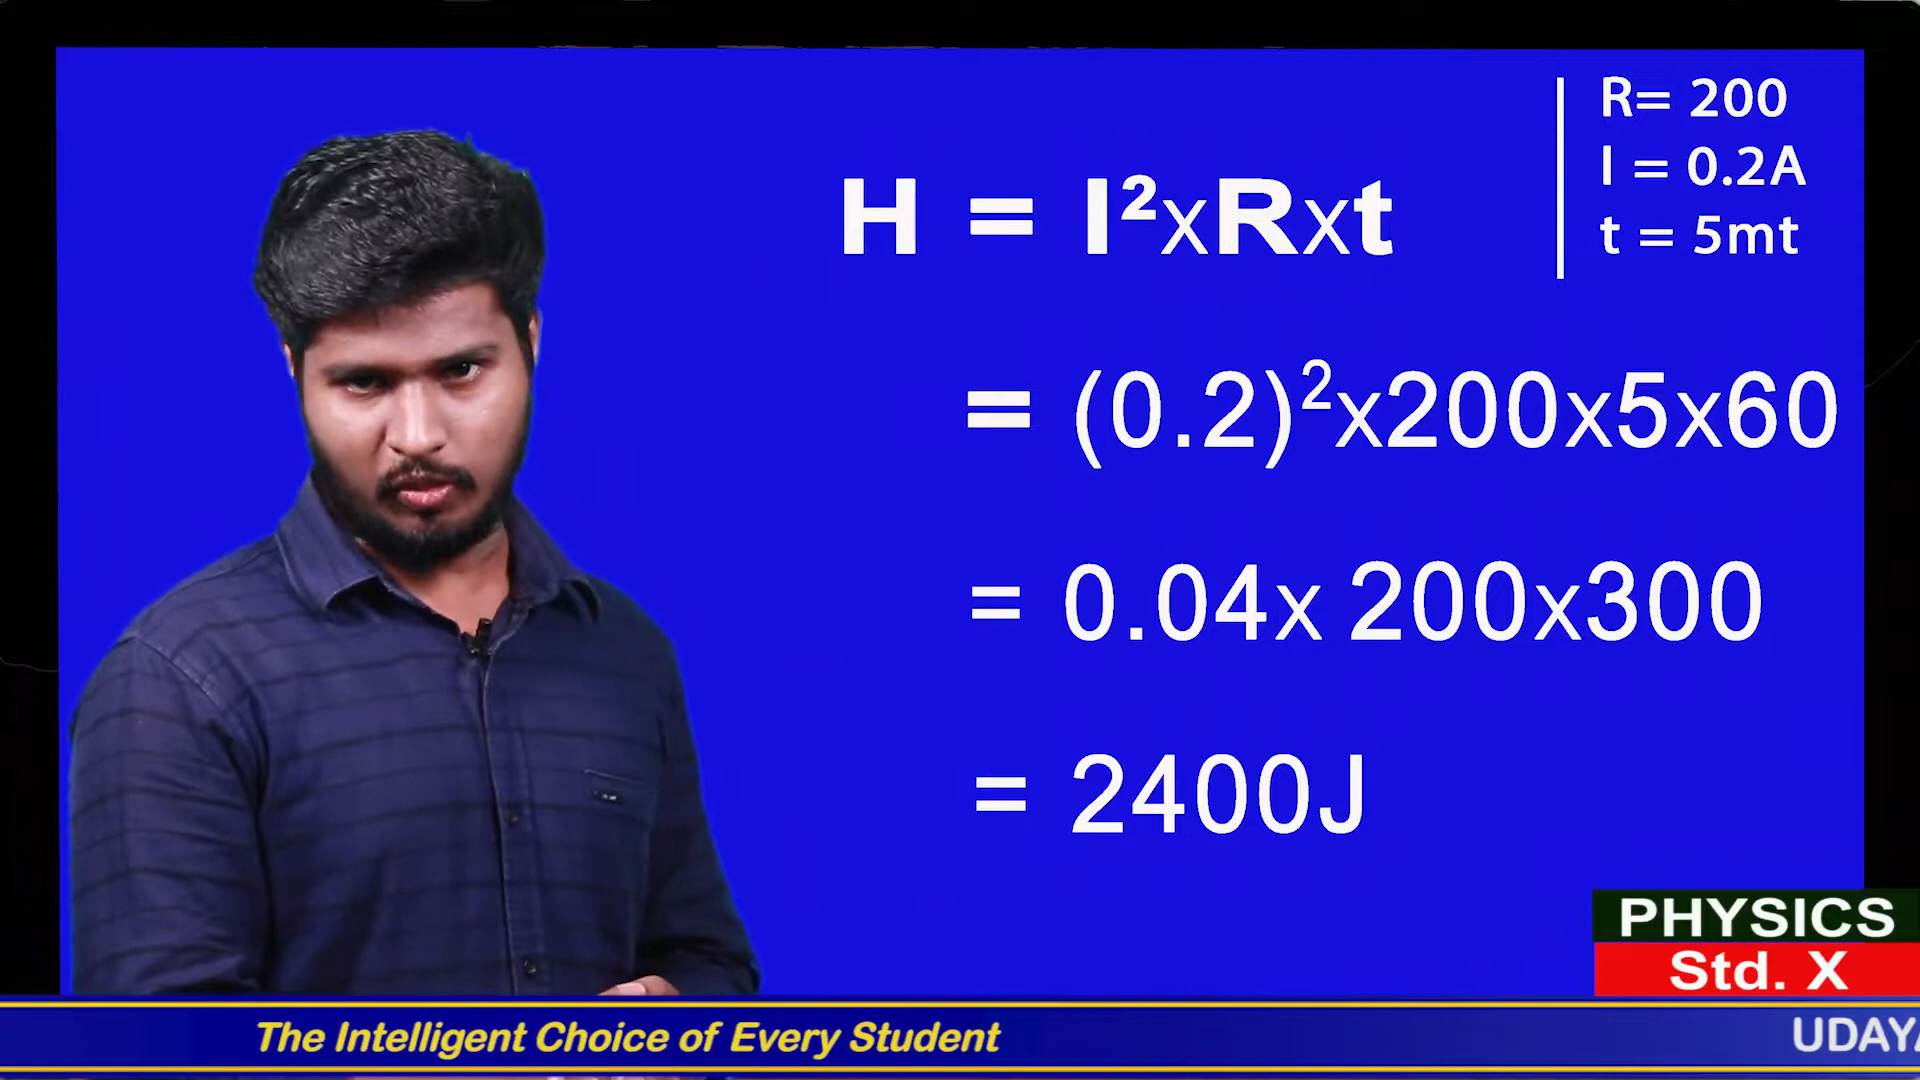 R= 200
I = 0.2A
t = 5mt
H = I²xRxt
= (0.2)²x200x5x60
= 0.04x 200x300
= 2400J
PHYSICS
Std. X
The Intelligent Choice of Every Student